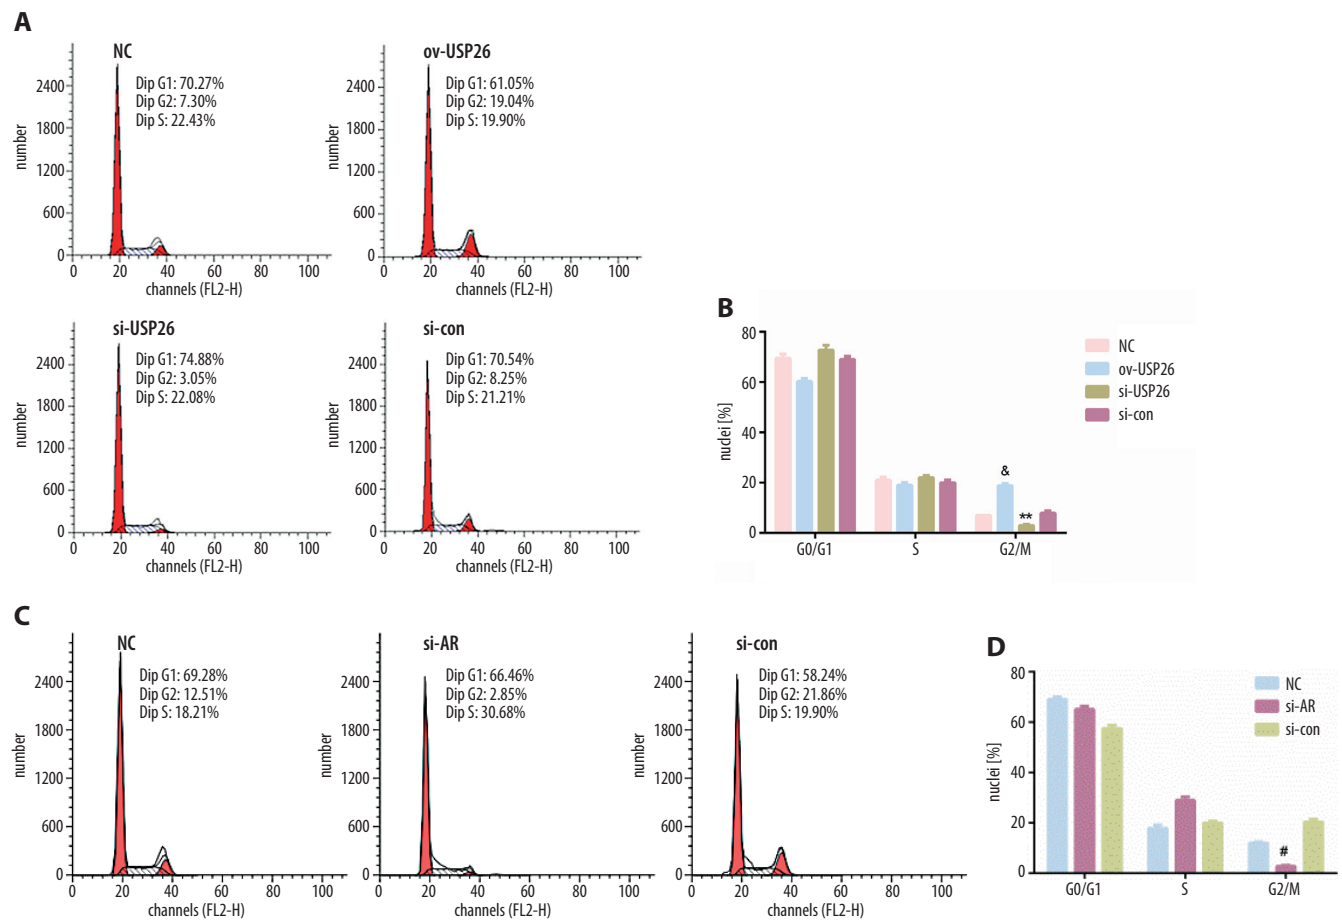 A
NC
Dip G1: 70.27%
Dip G2: 7.30%
Dip S: 22.43%
number
2400
1800
1200
600
0
0 20 40 60 80 100
channels (FL2-H)
ov-USP26
Dip G1: 61.05%
Dip G2: 19.04%
Dip S: 19.90%
number
2400
1800
1200
600
0
0 20 40 60 80 100
channels (FL2-H)
si-USP26
Dip G1: 74.88%
Dip G2: 3.05%
Dip S: 22.08%
number
2400
1800
1200
600
0
0 20 40 60 80 100
channels (FL2-H)
si-con
Dip G1: 70.54%
Dip G2: 8.25%
Dip S: 21.21%
number
2400
1800
1200
600
0
0 20 40 60 80 100
channels (FL2-H)
B
nuclei [%]
80
60
40
20
0
&
**
G0/G1 S G2/M
NC
ov-USP26
si-USP26
si-con
C
NC
Dip G1: 69.28%
Dip G2: 12.51%
Dip S: 18.21%
number
2400
1800
1200
600
0
0 20 40 60 80 100
channels (FL2-H)
si-AR
Dip G1: 66.46%
Dip G2: 2.85%
Dip S: 30.68%
number
2400
1800
1200
600
0
0 20 40 60 80 100
channels (FL2-H)
si-con
Dip G1: 58.24%
Dip G2: 21.86%
Dip S: 19.90%
number
2400
1800
1200
600
0
0 20 40 60 80 100
channels (FL2-H)
D
nuclei [%]
80
60
40
20
0
#
G0/G1 S G2/M
NC
si-AR
si-con